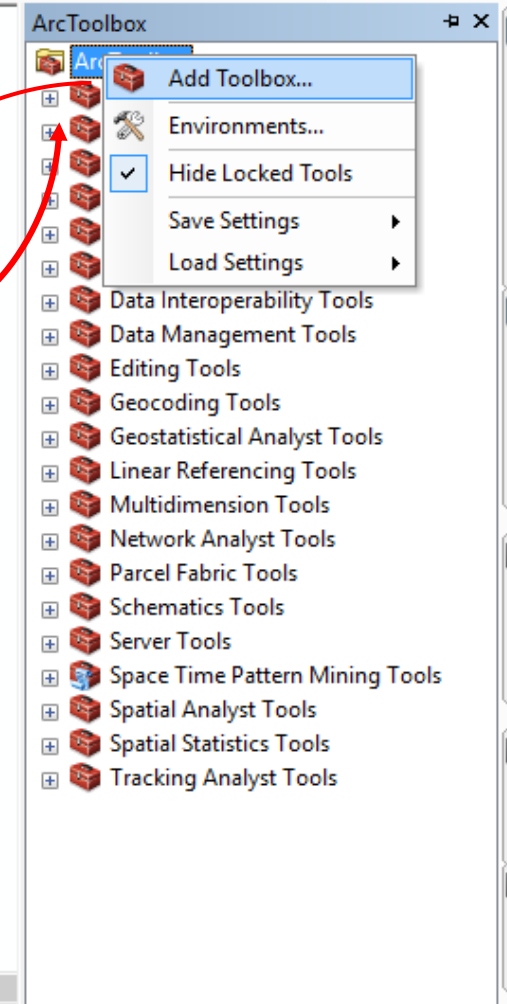 ArcToolbox
Add Toolbox...
Environments...
Hide Locked Tools
Save Settings
Load Settings
Data Interoperability Tools
Data Management Tools
Editing Tools
Geocoding Tools
Geostatistical Analyst Tools
Linear Referencing Tools
Multidimension Tools
Network Analyst Tools
Parcel Fabric Tools
Schematics Tools
Server Tools
Space Time Pattern Mining Tools
Spatial Analyst Tools
Spatial Statistics Tools
Tracking Analyst Tools